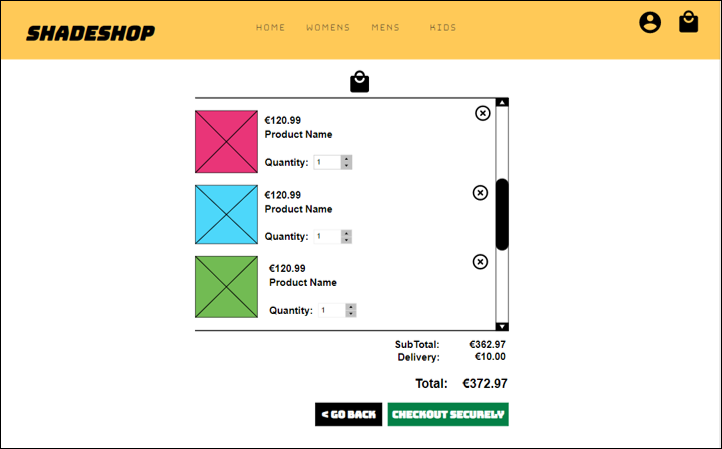 SHADESHOP
HOME WOMENS MENS KIDS
€120.99
Product Name
Quantity: 1
€120.99
Product Name
Quantity: 1
€120.99
Product Name
Quantity: 1
SubTotal: €362.97
Delivery: €10.00
Total: €372.97
< GO BACK CHECKOUT SECURELY